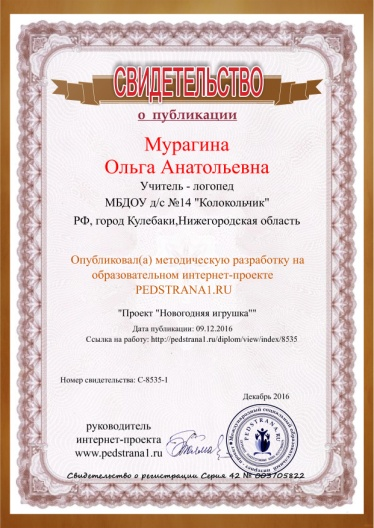 СВИДЕТЕЛЬСТВО
о публикации
Мурагина
Ольга Анатольевна
Учитель - логопед
МБДОУ д/с №14 "Колокольчик"
РФ, город Кулебаки,Нижегородская область
Опубликовал(а) методическую разработку на
образовательном интернет-проекте
PEDSTRANA1.RU
"Проект "Новогодняя игрушка""
Дата публикации: 09.12.2016
Ссылка на работу: http://pedstrana1.ru/diplom/view/index/8535
Номер свидетельства: С-8535-1
Декабрь 2016
руководитель
интернет-проекта
www.pedstrana1.ru
PEDSTRANA.RU
Свидетельство о регистрации Серия 42 № 003705822